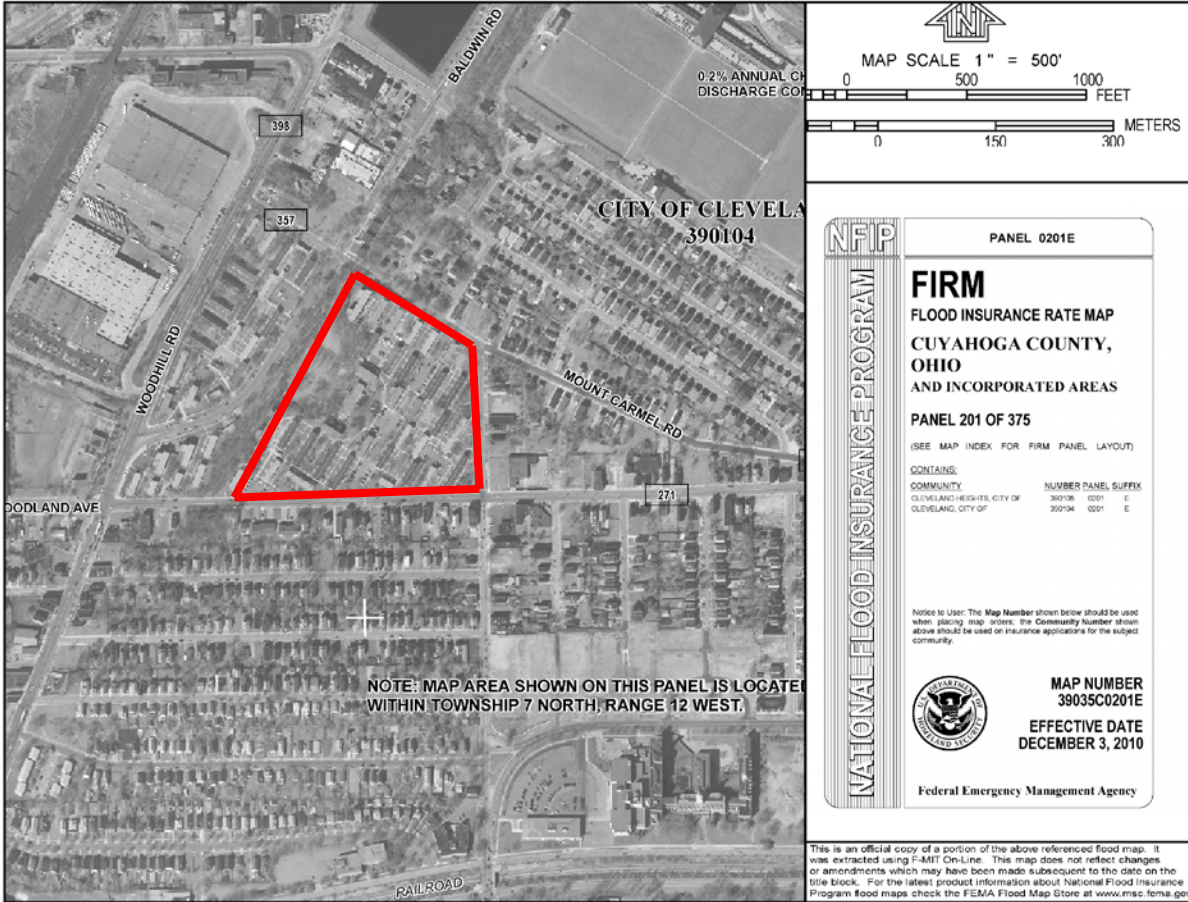 BALDWIN RD
0.2% ANNUAL CH
DISCHARGE CON
398
357
CITY OF CLEVELA
390104
WOODHILL RD
MOUNT CARMEL RD
OODLAND AVE
271
NOTE: MAP AREA SHOWN ON THIS PANEL IS LOCATED
WITHIN TOWNSHIP 7 NORTH, RANGE 12 WEST.
RAILROAD
N
MAP SCALE 1" = 500'
0 500 1000
FEET
METERS
0 150 300
NFIP
NATIONAL FLOOD INSURANCE PROGRAM
PANEL 0201E
FIRM
FLOOD INSURANCE RATE MAP
CUYAHOGA COUNTY,
OHIO
AND INCORPORATED AREAS
PANEL 201 OF 375
(SEE MAP INDEX FOR FIRM PANEL LAYOUT)
CONTAINS:
COMMUNITY NUMBER PANEL SUFFIX
CLEVELAND HEIGHTS, CITY OF 390105 0201 E
CLEVELAND, CITY OF 390104 0201 E
Notice to User: The Map Number shown below should be used
when placing map orders; the Community Number shown
above should be used on insurance applications for the subject
community.
U.S. DEPARTMENT OF HOMELAND SECURITY
MAP NUMBER
39035C0201E
EFFECTIVE DATE
DECEMBER 3, 2010
Federal Emergency Management Agency
This is an official copy of a portion of the above referenced flood map. It
was extracted using F-MIT On-Line. This map does not reflect changes
or amendments which may have been made subsequent to the date on the
title block. For the latest product information about National Flood Insurance
Program flood maps check the FEMA Flood Map Store at www.msc.fema.gov